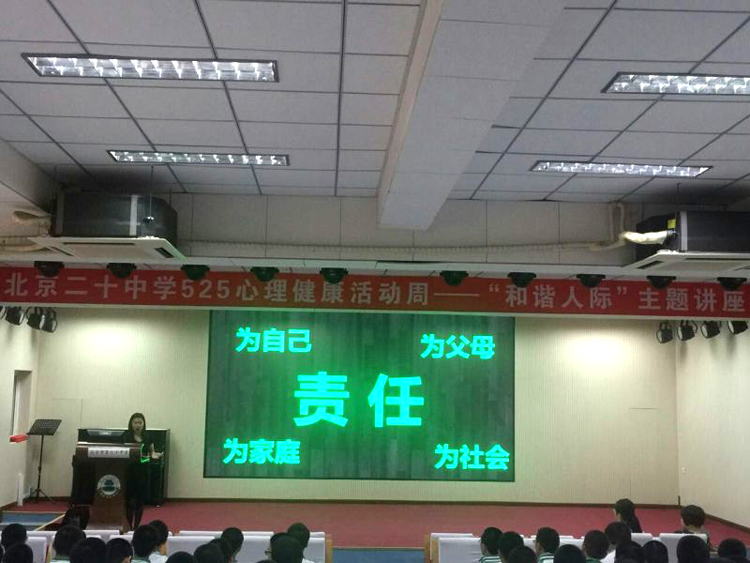 北京二十中学525心理健康活动周——“和谐人际”主题讲座
为自己 为父母
责任
为家庭 为社会